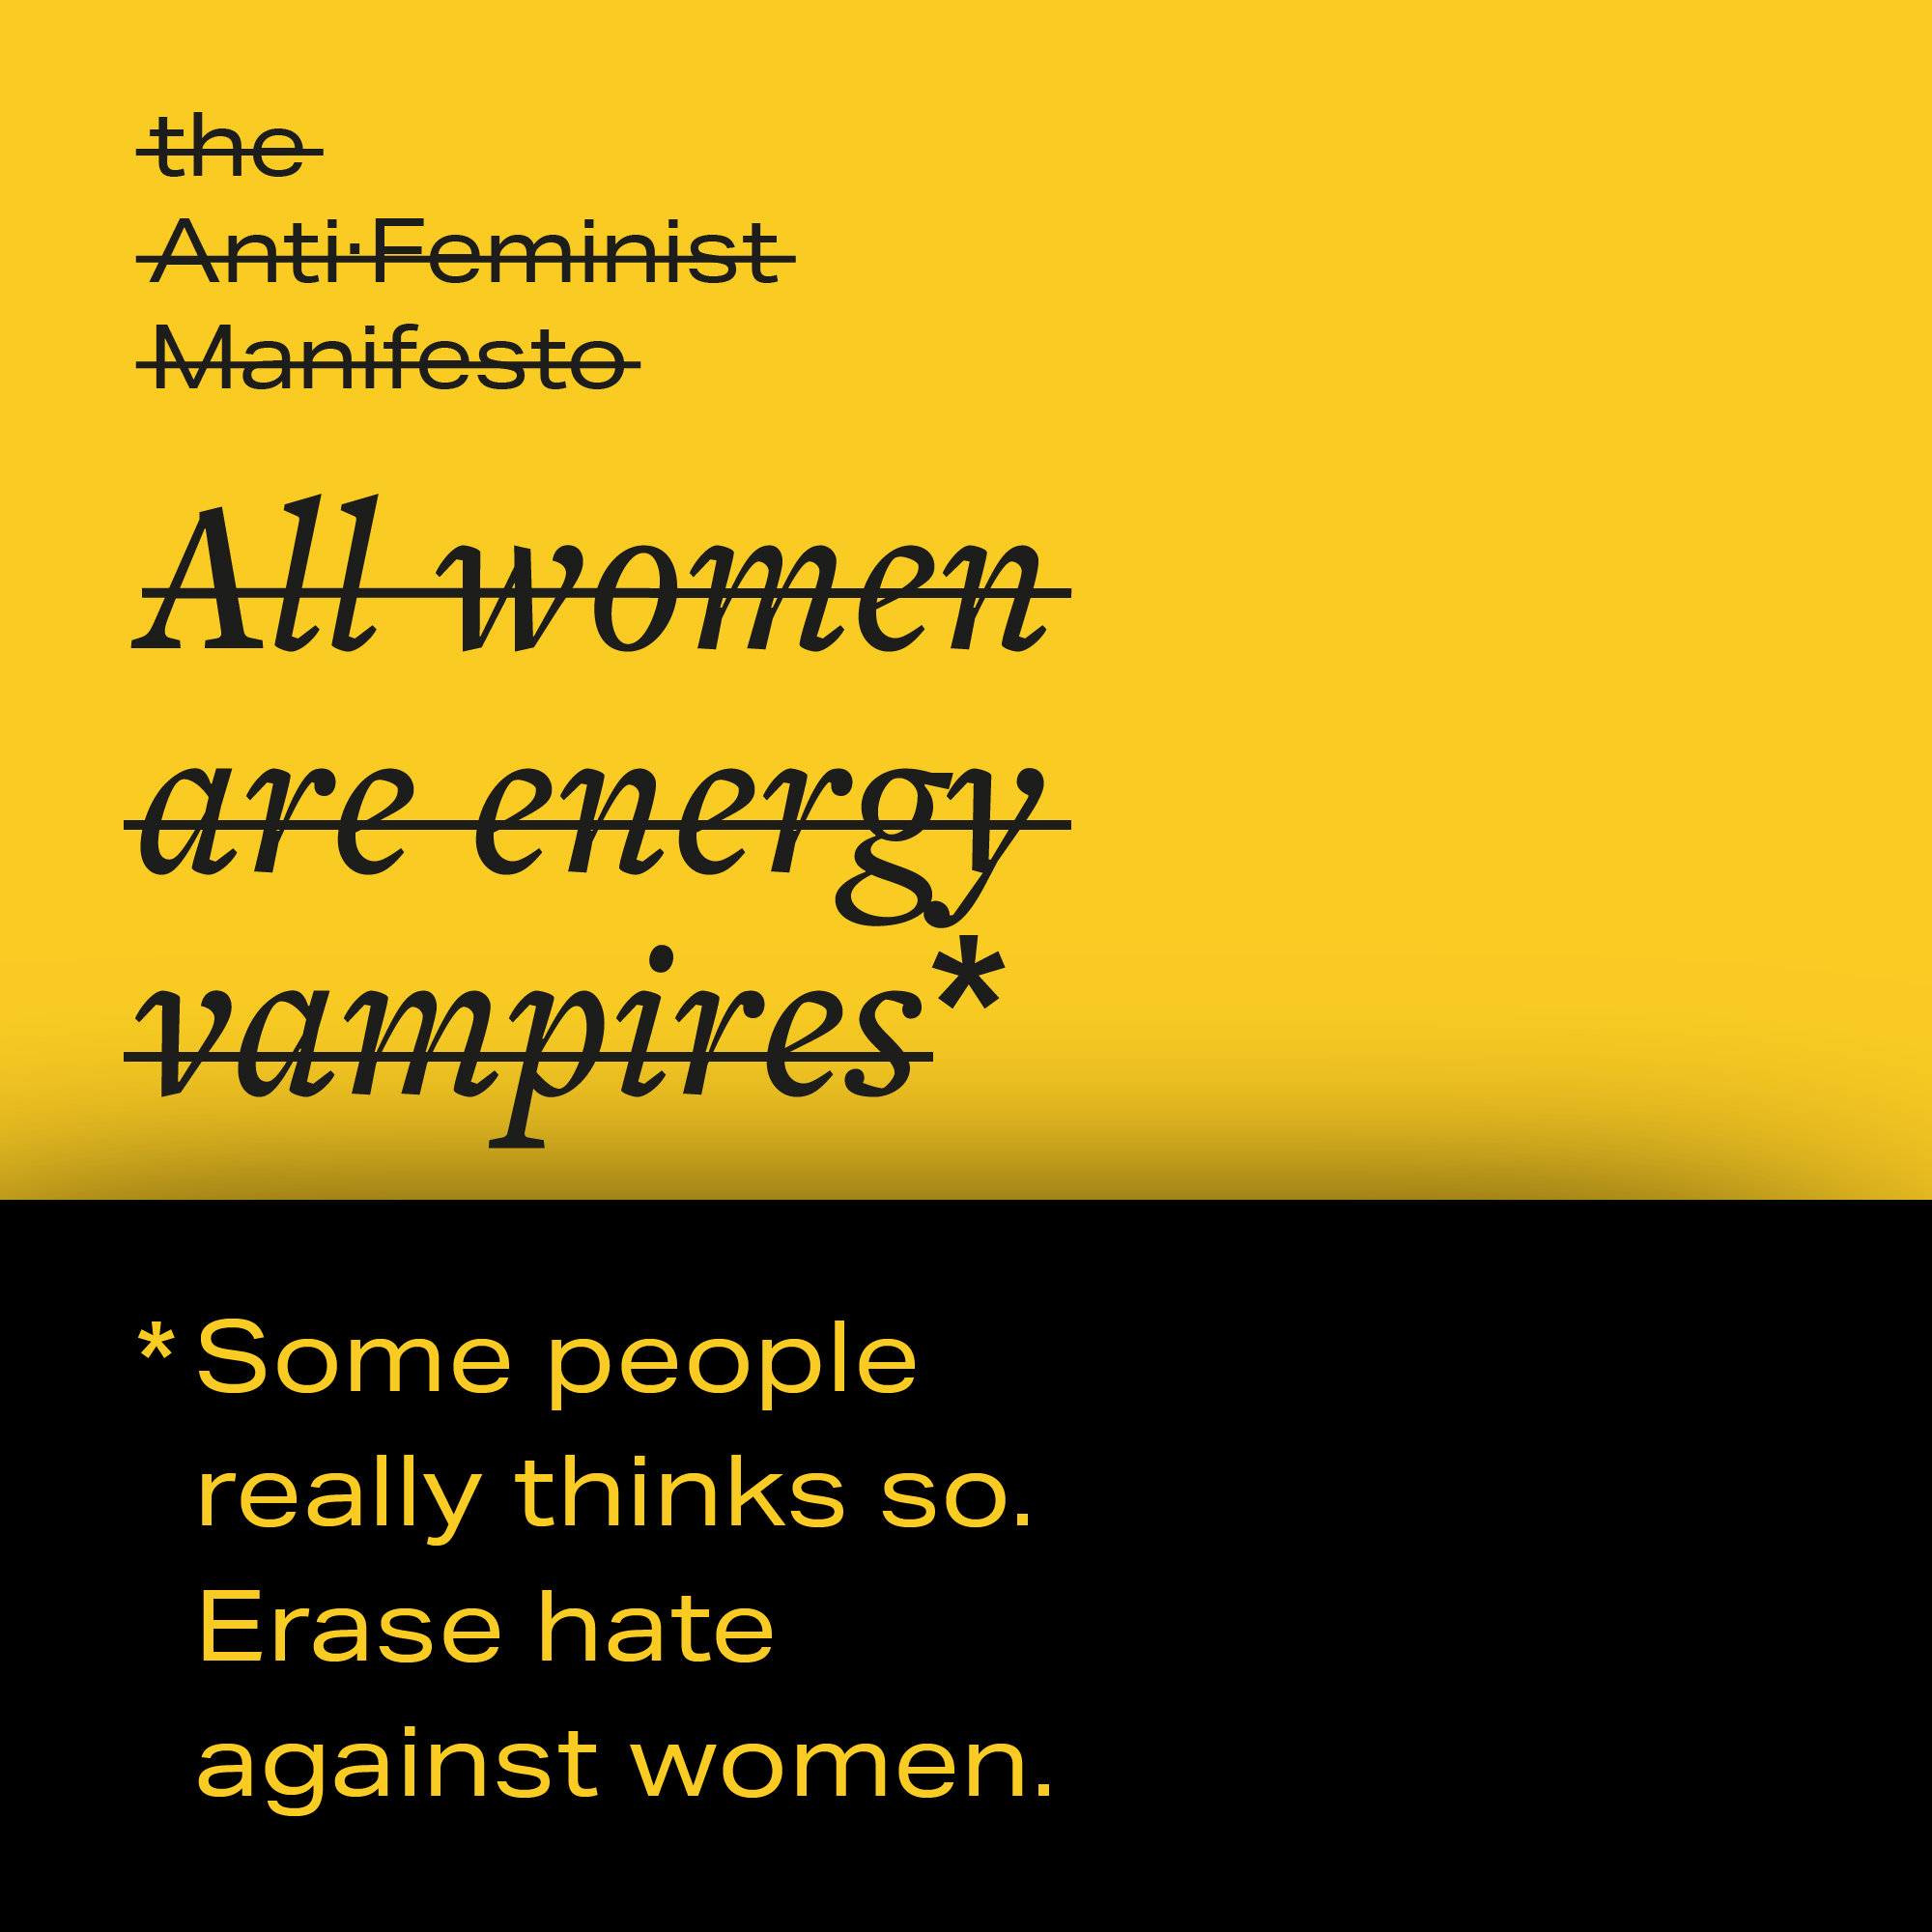 the
Anti·Feminist
Manifesto
All women
are energy
vampires*
* Some people
really thinks so.
Erase hate
against women.